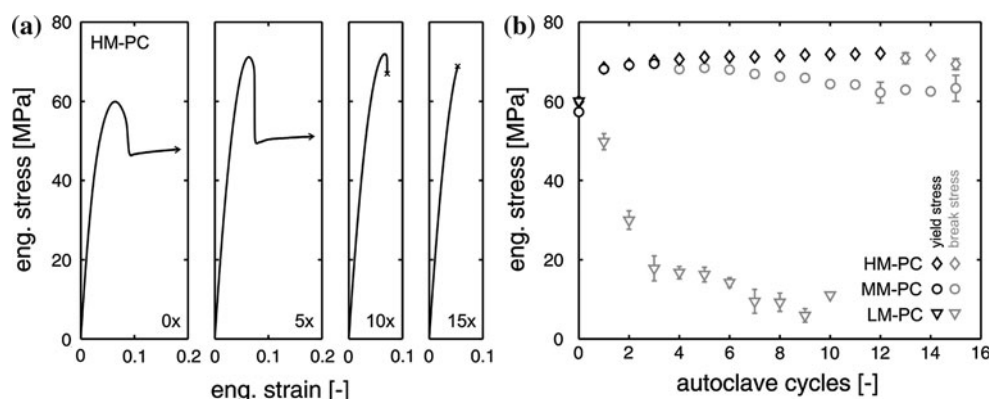 (a)
HM-PC
eng. stress [MPa]
80
60
40
20
0
0x
5x
10x
15x
0 0.1 0.2
0 0.1 0.2
0 0.1
0 0.1
eng. strain [-]
(b)
eng. stress [MPa]
80
60
40
20
0
yield stress
break stress
HM-PC
MM-PC
LM-PC
0 2 4 6 8 10 12 14 16
autoclave cycles [-]